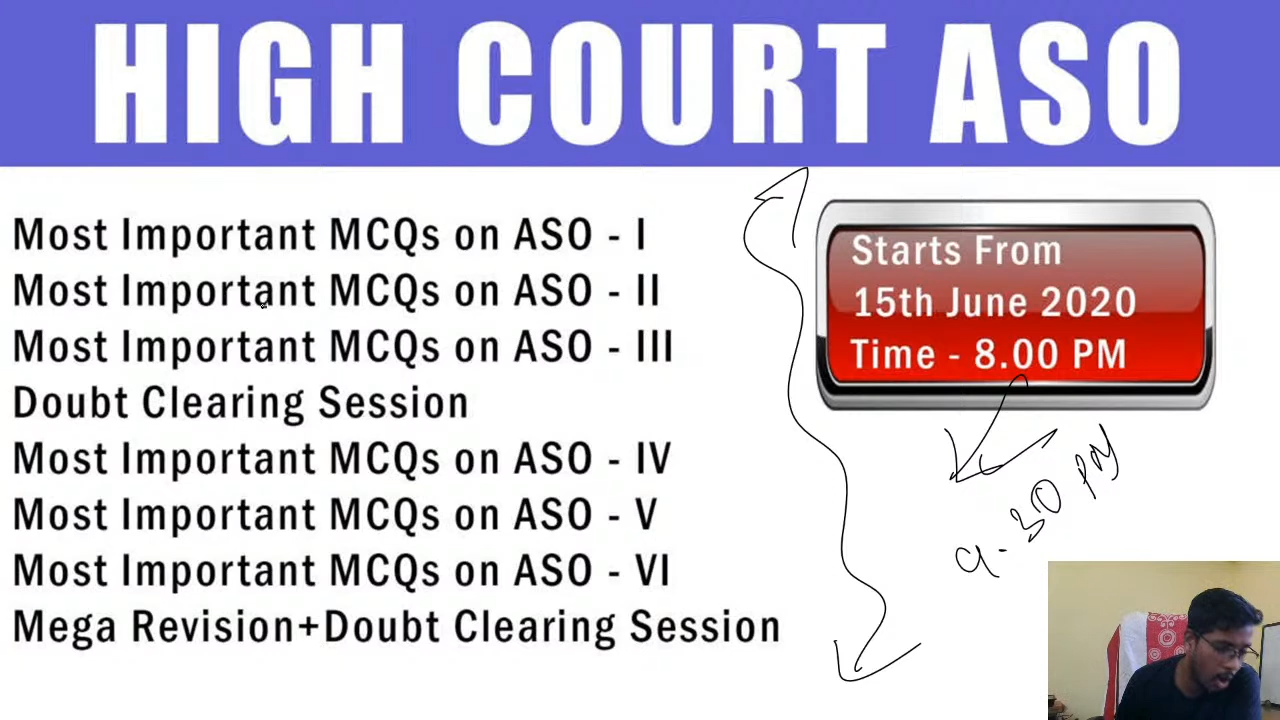 HIGH COURT ASO
Most Important MCQs on ASO - I
Most Important MCQs on ASO - II
Most Important MCQs on ASO - III
Doubt Clearing Session
Most Important MCQs on ASO - IV
Most Important MCQs on ASO - V
Most Important MCQs on ASO - VI
Mega Revision+Doubt Clearing Session
Starts From
15th June 2020
Time - 8.00 PM
9.30 PM